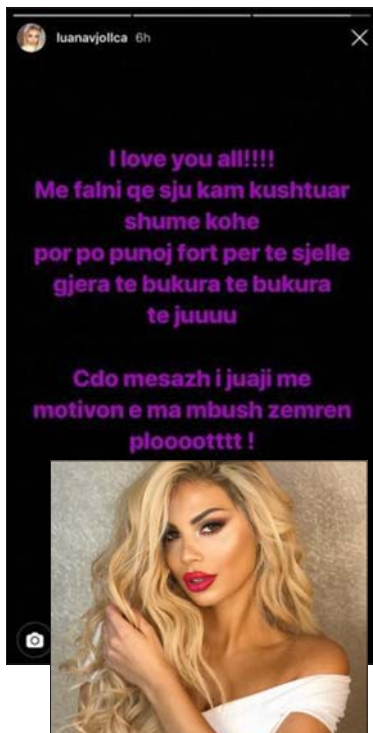 luanavjollca 6h
I love you all!!!!
Me falni qe sju kam kushtuar
shume kohe
por po punoj fort per te sjelle
gjera te bukura te bukura
te juuuu
Cdo mesazh i juaji me
motivon e ma mbush zemren
plooootttt !